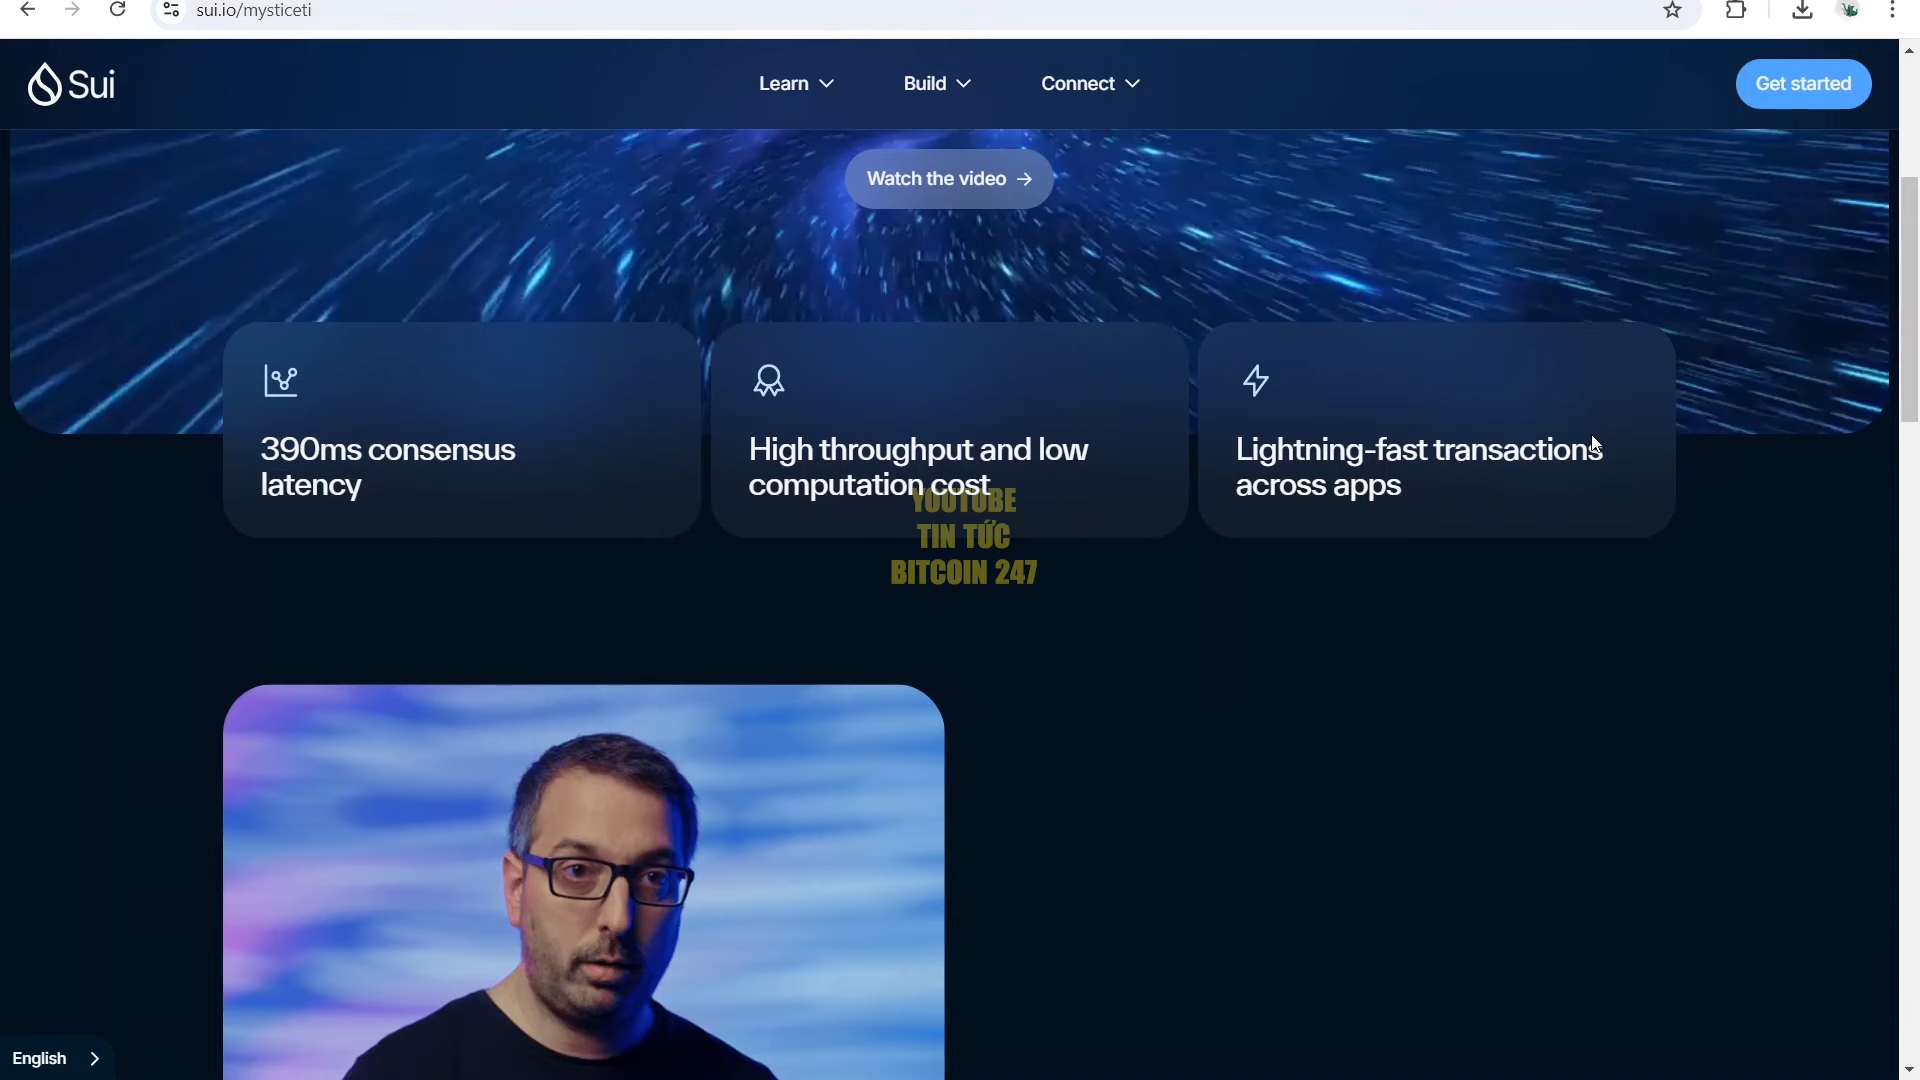 sui.io/mysticeti
Sui
Learn
Build
Connect
Get started
Watch the video →
390ms consensus
latency
High throughput and low
computation cost
Lightning-fast transactions
across apps
YOUTUBE
TIN TỨC
BITCOIN 247
English